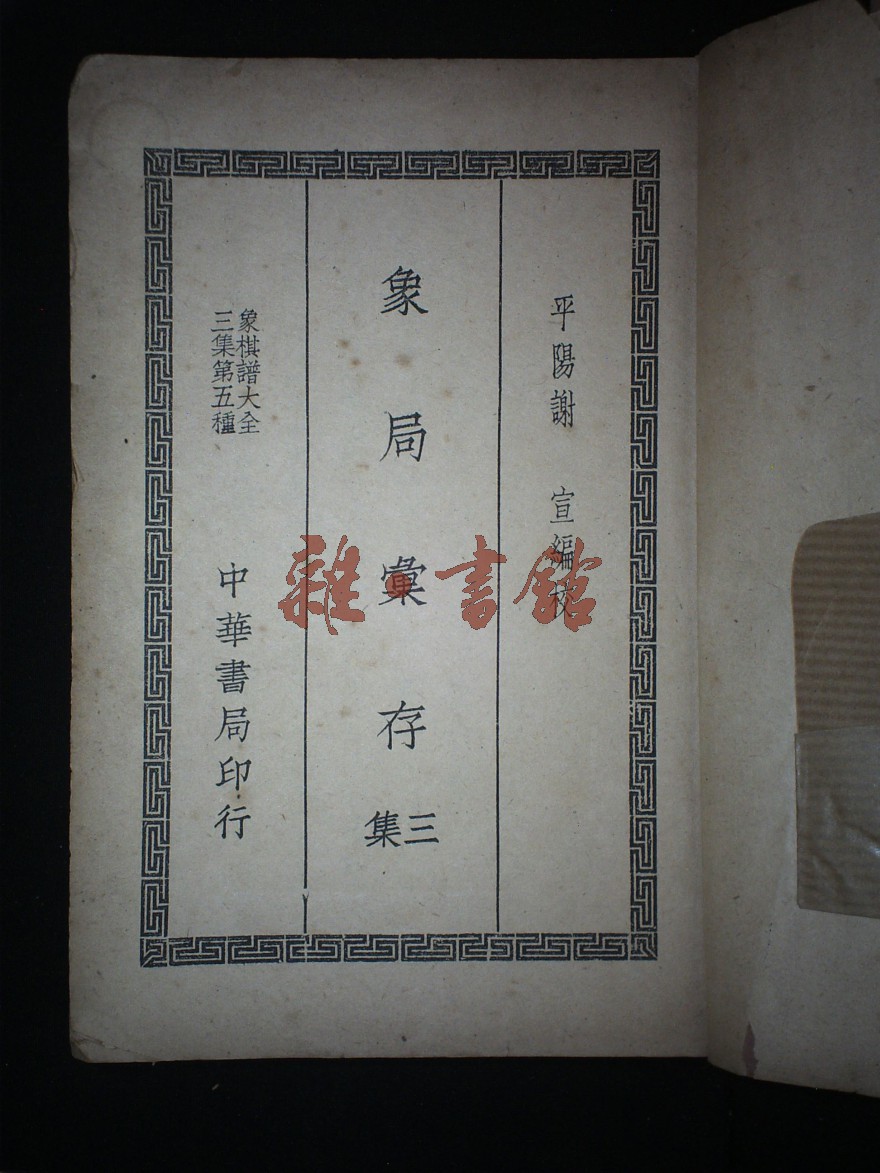 平陽謝　宣編校
象局彙存
三集
象棋譜大全
三集第五種
中華書局印行
雜·書館